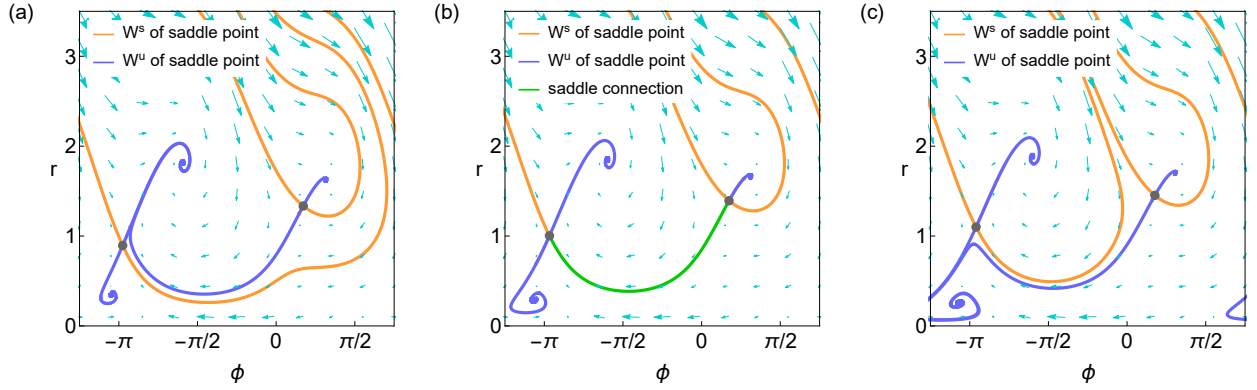 (a)
W^s of saddle point
W^u of saddle point
r
3
2
1
0
−π
−π/2
0
π/2
ϕ
(b)
W^s of saddle point
W^u of saddle point
saddle connection
r
3
2
1
0
−π
−π/2
0
π/2
ϕ
(c)
W^s of saddle point
W^u of saddle point
r
3
2
1
0
−π
−π/2
0
π/2
ϕ